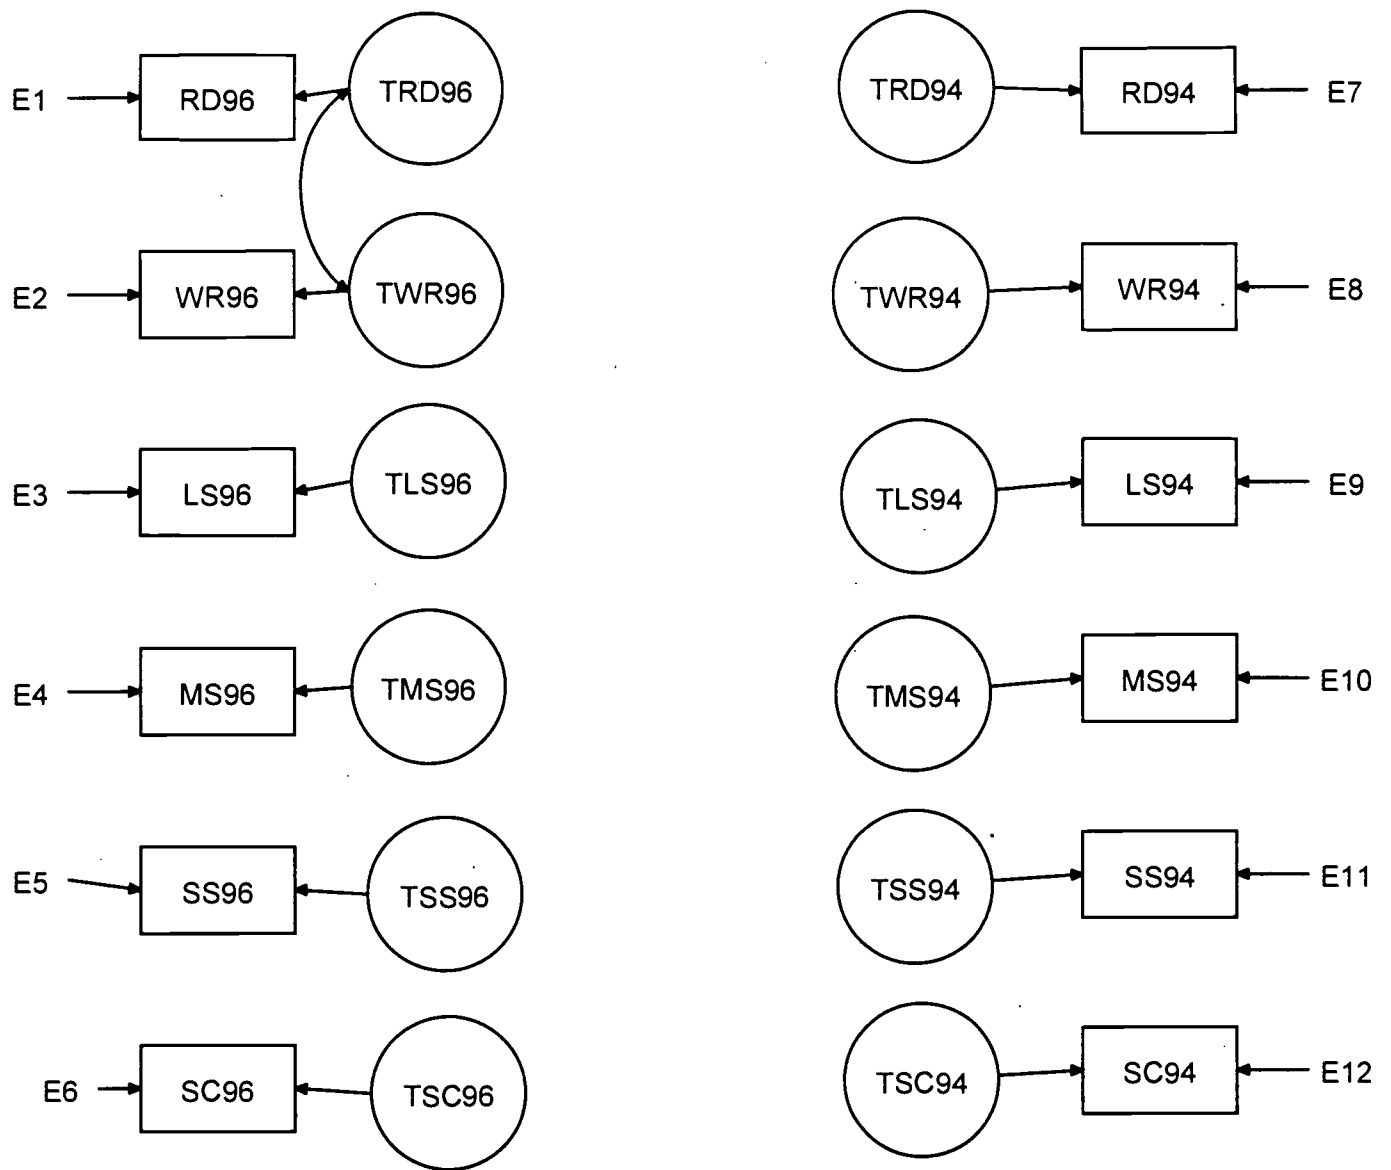 E1 RD96 TRD96 TRD94 RD94 E7
E2 WR96 TWR96 TWR94 WR94 E8
E3 LS96 TLS96 TLS94 LS94 E9
E4 MS96 TMS96 TMS94 MS94 E10
E5 SS96 TSS96 TSS94 SS94 E11
E6 SC96 TSC96 TSC94 SC94 E12